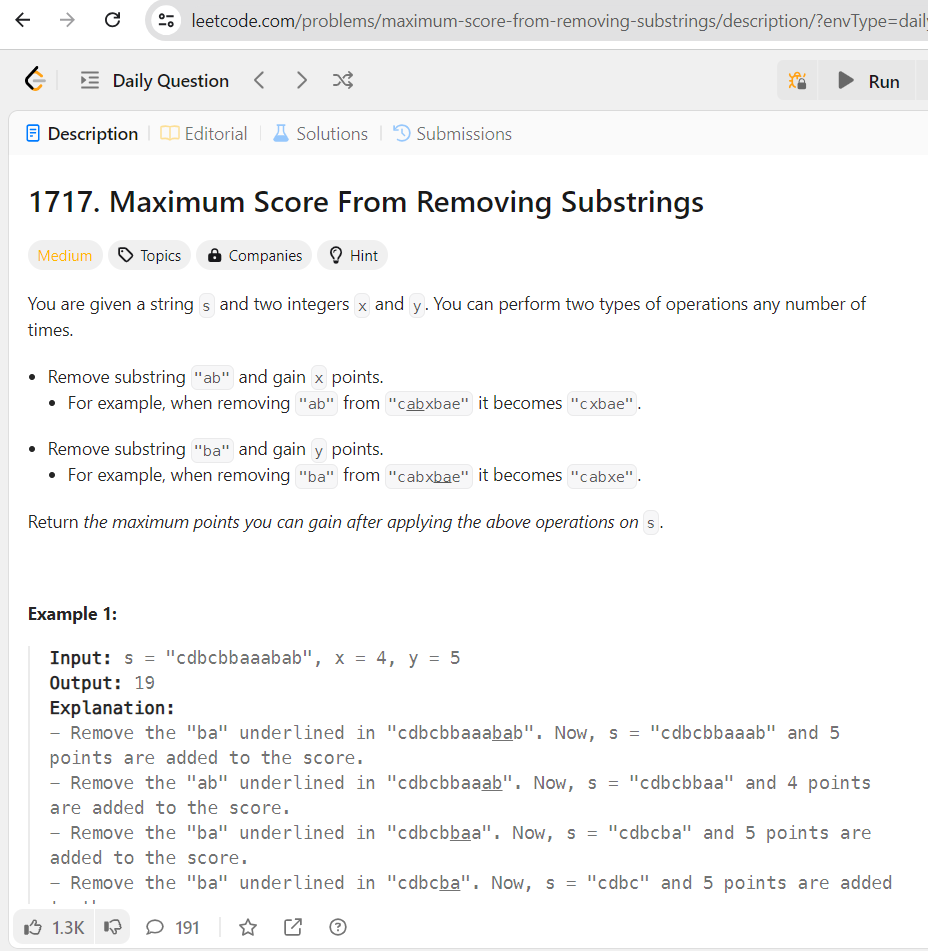 leetcode.com/problems/maximum-score-from-removing-substrings/description/?envType=daily
Daily Question
Run
Description
Editorial
Solutions
Submissions
1717. Maximum Score From Removing Substrings
Medium
Topics
Companies
Hint
You are given a string s and two integers x and y. You can perform two types of operations any number of
times.
• Remove substring "ab" and gain x points.
• For example, when removing "ab" from "cabxbae" it becomes "cxbae".
• Remove substring "ba" and gain y points.
• For example, when removing "ba" from "cabxbae" it becomes "cabxe".
Return the maximum points you can gain after applying the above operations on s.
Example 1:
Input: s = "cdbcbbaaabab", x = 4, y = 5
Output: 19
Explanation:
- Remove the "ba" underlined in "cdbcbbaaabab". Now, s = "cdbcbbaaab" and 5
points are added to the score.
- Remove the "ab" underlined in "cdbcbbaaab". Now, s = "cdbcbbaa" and 4 points
are added to the score.
- Remove the "ba" underlined in "cdbcbbaa". Now, s = "cdbcba" and 5 points are
added to the score.
- Remove the "ba" underlined in "cdbcba". Now, s = "cdbc" and 5 points are added
1.3K
191